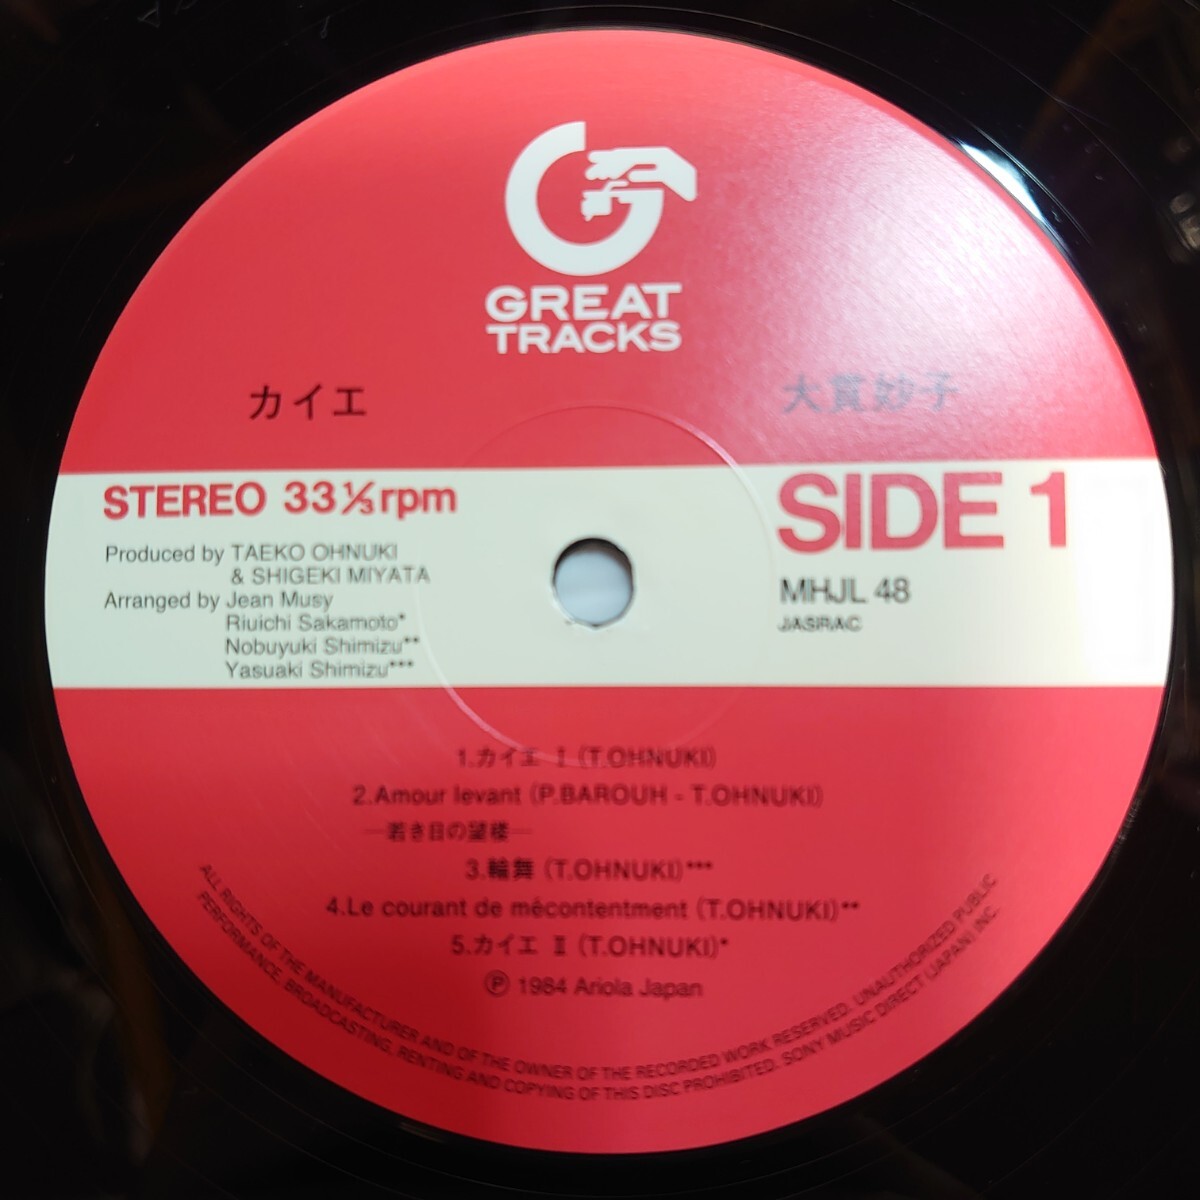 GREAT
TRACKS
カイエ
大貫妙子
STEREO 33 1/3 rpm
SIDE 1
Produced by TAEKO OHNUKI
& SHIGEKI MIYATA
Arranged by Jean Musy
Riuichi Sakamoto*
Nobuyuki Shimizu**
Yasuaki Shimizu***
MHJL 48
JASRAC
1.カイエ Ⅰ (T.OHNUKI)
2.Amour levant (P.BAROUH - T.OHNUKI)
—若き日の望楼—
3.輪舞 (T.OHNUKI)***
4.Le courant de mécontentment (T.OHNUKI)**
5.カイエ Ⅱ (T.OHNUKI)*
Ⓟ 1984 Ariola Japan
ALL RIGHTS OF THE MANUFACTURER AND OF THE OWNER OF THE RECORDED WORK RESERVED. UNAUTHORIZED PUBLIC
PERFORMANCE, BROADCASTING, RENTING AND COPYING OF THIS DISC PROHIBITED. SONY MUSIC DIRECT (JAPAN) INC.